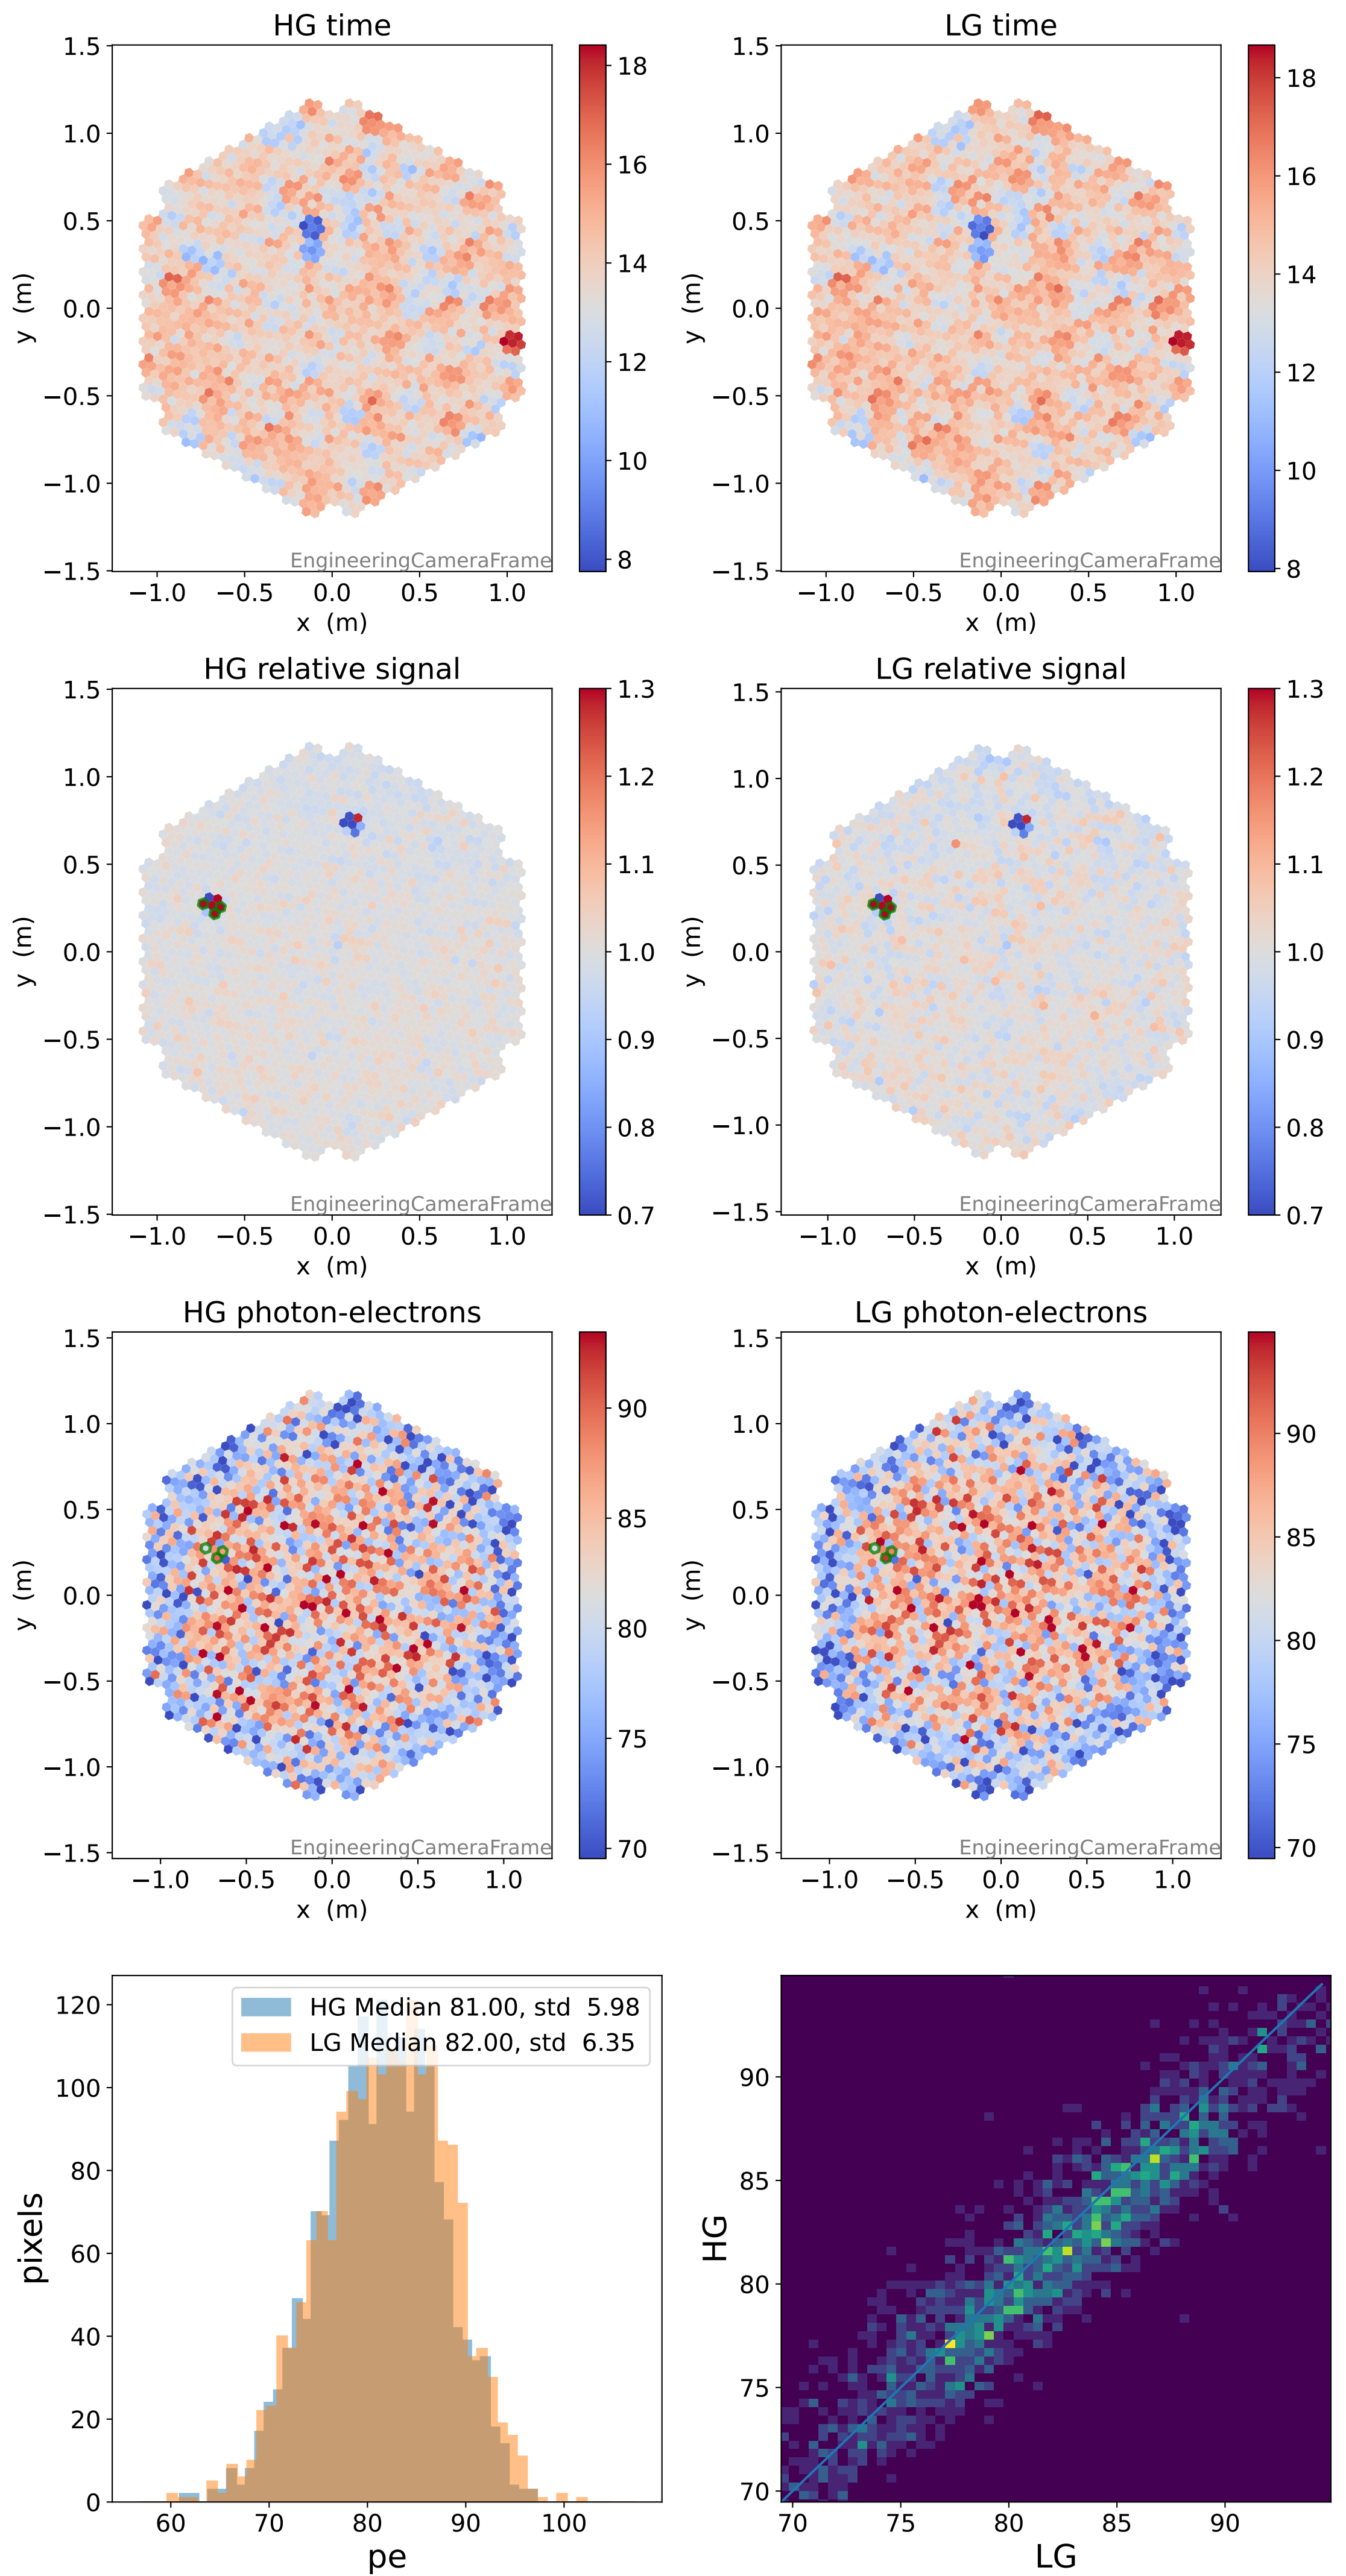 HG time
LG time
1.5
1.0
0.5
0.0
−0.5
−1.0
−1.5
y (m)
−1.0 −0.5 0.0 0.5 1.0
x (m)
EngineeringCameraFrame
18
16
14
12
10
8
1.5
1.0
0.5
0.0
−0.5
−1.0
−1.5
y (m)
−1.0 −0.5 0.0 0.5 1.0
x (m)
EngineeringCameraFrame
18
16
14
12
10
8
HG relative signal
LG relative signal
1.5
1.0
0.5
0.0
−0.5
−1.0
−1.5
y (m)
−1.0 −0.5 0.0 0.5 1.0
x (m)
EngineeringCameraFrame
1.3
1.2
1.1
1.0
0.9
0.8
0.7
1.5
1.0
0.5
0.0
−0.5
−1.0
−1.5
y (m)
−1.0 −0.5 0.0 0.5 1.0
x (m)
EngineeringCameraFrame
1.3
1.2
1.1
1.0
0.9
0.8
0.7
HG photon-electrons
LG photon-electrons
1.5
1.0
0.5
0.0
−0.5
−1.0
−1.5
y (m)
−1.0 −0.5 0.0 0.5 1.0
x (m)
EngineeringCameraFrame
90
85
80
75
70
1.5
1.0
0.5
0.0
−0.5
−1.0
−1.5
y (m)
−1.0 −0.5 0.0 0.5 1.0
x (m)
EngineeringCameraFrame
90
85
80
75
70
HG Median 81.00, std 5.98
LG Median 82.00, std 6.35
120
100
80
60
40
20
0
pixels
60 70 80 90 100
pe
90
85
80
75
70
HG
70 75 80 85 90
LG